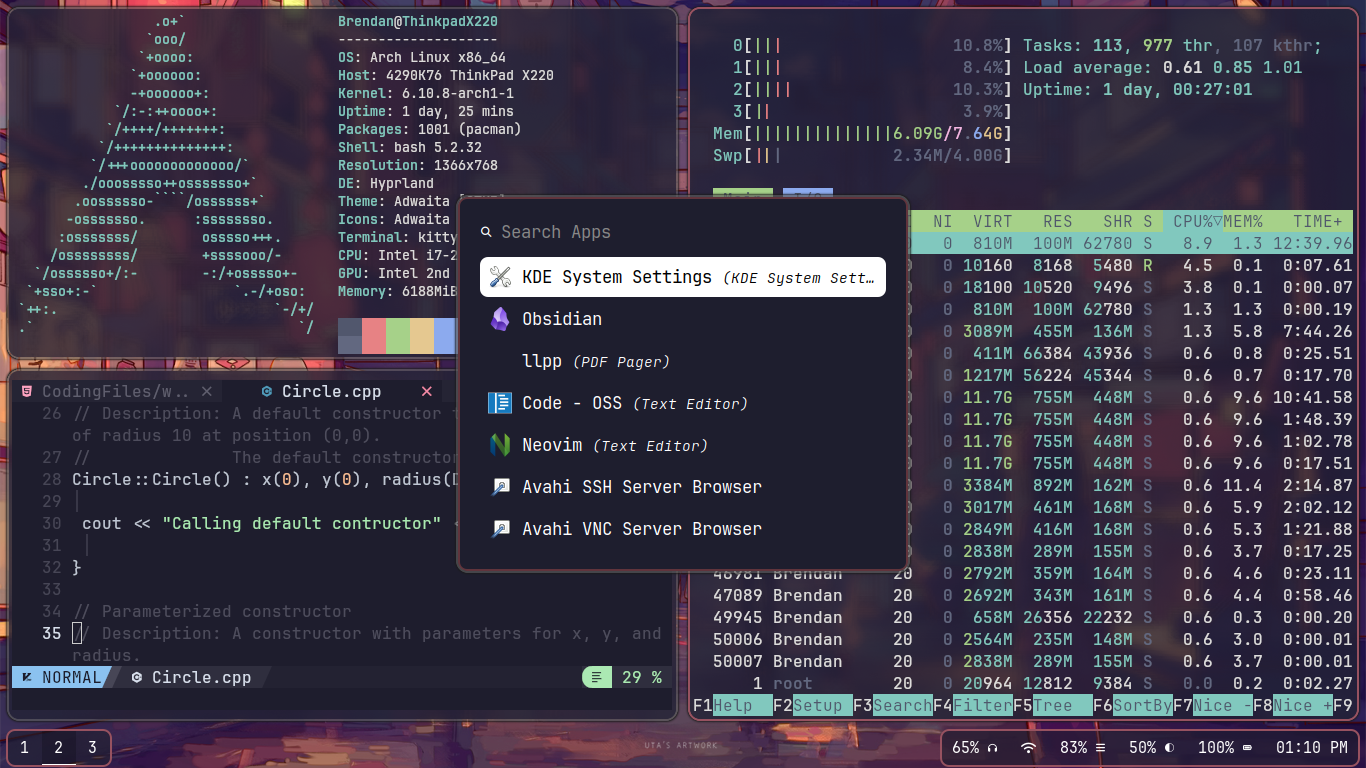 Brendan@ThinkpadX220
-------------------
OS: Arch Linux x86_64
Host: 4290K76 ThinkPad X220
Kernel: 6.10.8-arch1-1
Uptime: 1 day, 25 mins
Packages: 1001 (pacman)
Shell: bash 5.2.32
Resolution: 1366x768
DE: Hyprland
Theme: Adwaita
Icons: Adwaita
Terminal: kitty
CPU: Intel i7-2
GPU: Intel 2nd
Memory: 6188MiB
0[||| 10.8%] Tasks: 113, 977 thr, 107 kthr;
1[||| 8.4%] Load average: 0.61 0.85 1.01
2[|||| 10.3%] Uptime: 1 day, 00:27:01
3[|| 3.9%]
Mem[||||||||||||||6.09G/7.64G]
Swp[||| 2.34M/4.00G]
NI VIRT RES SHR S CPU%▽MEM% TIME+
0 810M 100M 62780 S 8.9 1.3 12:39.96
0 10160 8168 5480 R 4.5 0.1 0:07.61
0 18100 10520 9496 S 3.8 0.1 0:00.07
0 810M 100M 62780 S 1.3 1.3 0:00.19
0 3089M 455M 136M S 1.3 5.8 7:44.26
0 411M 66384 43936 S 0.6 0.8 0:25.51
0 1217M 56224 45344 S 0.6 0.7 0:17.70
0 11.7G 755M 448M S 0.6 9.6 10:41.58
0 11.7G 755M 448M S 0.6 9.6 1:48.39
0 11.7G 755M 448M S 0.6 9.6 1:02.78
0 11.7G 755M 448M S 0.6 9.6 0:17.51
0 3384M 892M 162M S 0.6 11.4 2:14.87
0 3017M 461M 168M S 0.6 5.9 2:02.12
0 2849M 416M 168M S 0.6 5.3 1:21.88
0 2838M 289M 155M S 0.6 3.7 0:17.25
46981 Brendan 20 0 2792M 359M 164M S 0.6 4.6 0:23.11
47089 Brendan 20 0 2692M 343M 161M S 0.6 4.4 0:58.46
49945 Brendan 20 0 658M 26356 22232 S 0.6 0.3 0:00.20
50006 Brendan 20 0 2564M 235M 148M S 0.6 3.0 0:00.01
50007 Brendan 20 0 2838M 289M 155M S 0.6 3.7 0:00.01
1 root 20 0 20964 12812 9384 S 0.0 0.2 0:02.27
F1Help F2Setup F3SearchF4FilterF5Tree F6SortByF7Nice -F8Nice +F9
Search Apps
KDE System Settings (KDE System Sett…
Obsidian
llpp (PDF Pager)
Code - OSS (Text Editor)
Neovim (Text Editor)
Avahi SSH Server Browser
Avahi VNC Server Browser
CodingFiles/w.. × Circle.cpp ×
26 // Description: A default constructor
of radius 10 at position (0,0).
27 // The default constructor
28 Circle::Circle() : x(0), y(0), radius(
29
30 cout << "Calling default contructor"
31
32 }
33
34 // Parameterized constructor
35 // Description: A constructor with parameters for x, y, and
radius.
NORMAL Circle.cpp 29 %
1 2 3
UTA'S ARTWORK
65% 83% 50% 100% 01:10 PM